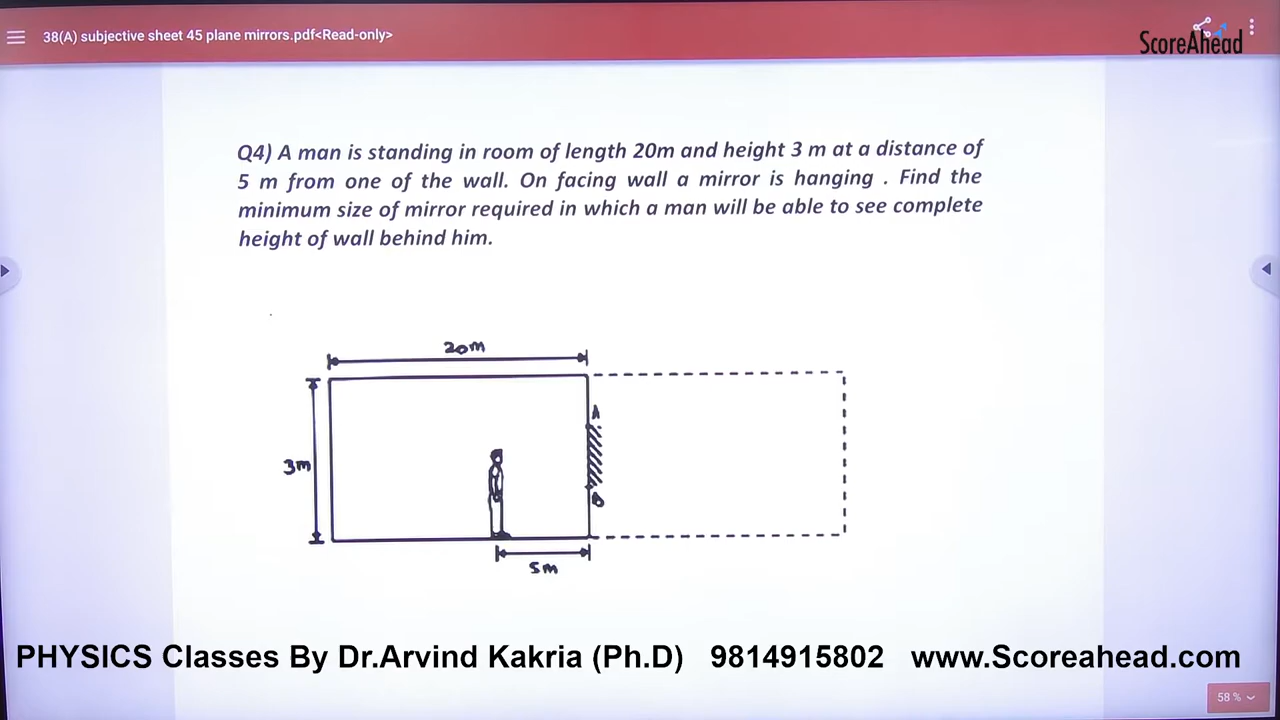 38(A) subjective sheet 45 plane mirrors.pdf<Read-only>
ScoreAhead
Q4) A man is standing in room of length 20m and height 3 m at a distance of
5 m from one of the wall. On facing wall a mirror is hanging . Find the
minimum size of mirror required in which a man will be able to see complete
height of wall behind him.
20m
A
3m
B
5m
PHYSICS Classes By Dr.Arvind Kakria (Ph.D) 9814915802 www.Scoreahead.com
58 %